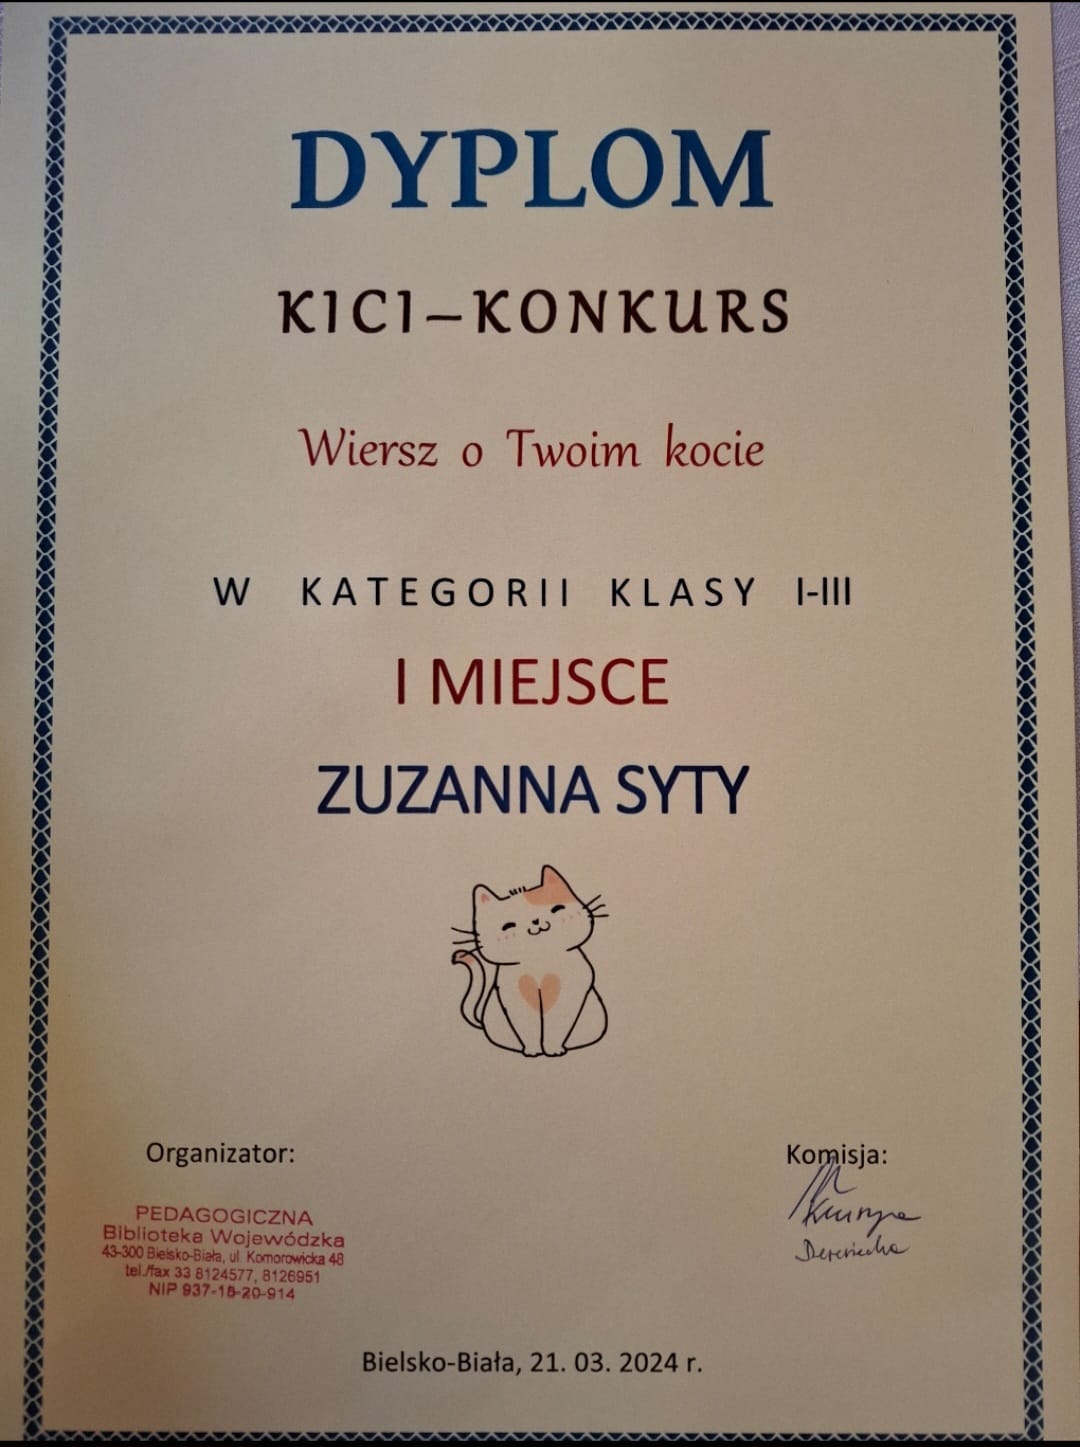 DYPLOM
KICI–KONKURS
Wiersz o Twoim kocie
W KATEGORII KLASY I-III
I MIEJSCE
ZUZANNA SYTY
Organizator:
PEDAGOGICZNA
Biblioteka Wojewódzka
43-300 Bielsko-Biała, ul. Komorowicka 48
tel./fax 33 8124577, 8126951
NIP 937-15-20-914
Komisja:
Bielsko-Biała, 21. 03. 2024 r.